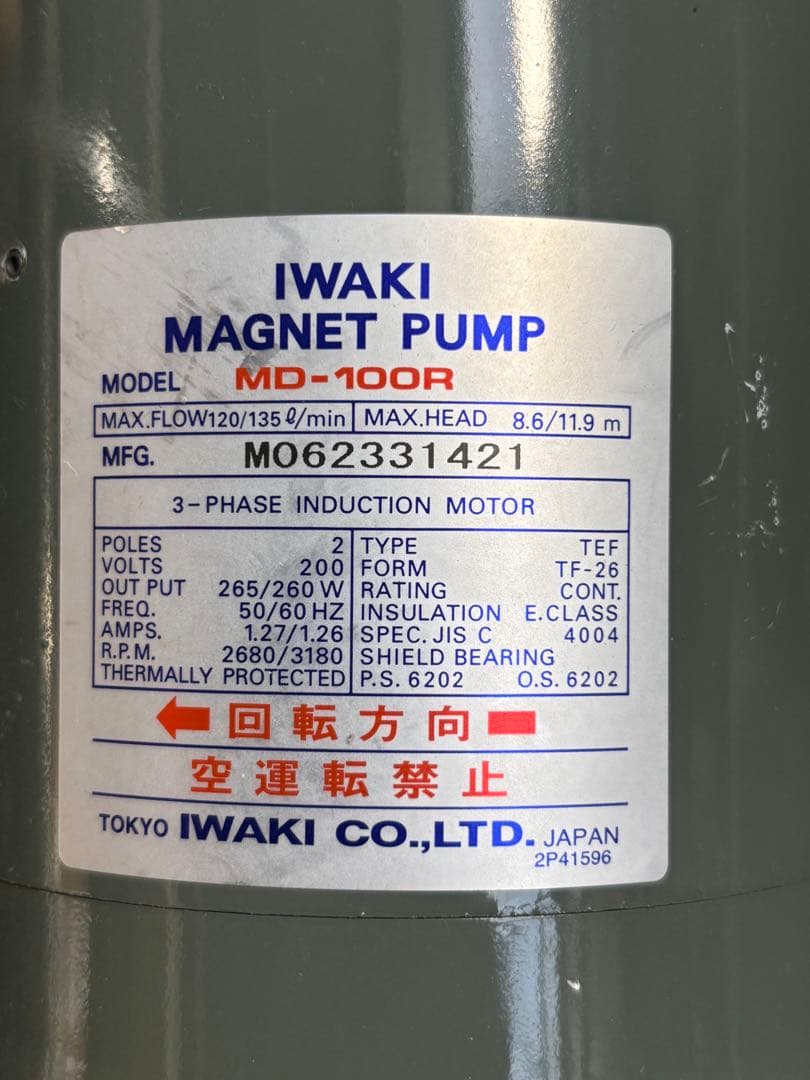 IWAKI
MAGNET PUMP
MODEL MD-100R
MAX.FLOW120/135ℓ/min MAX.HEAD 8.6/11.9 m
MFG. M062331421
3-PHASE INDUCTION MOTOR
POLES 2 TYPE TEF
VOLTS 200 FORM TF-26
OUT PUT 265/260 W RATING CONT.
FREQ. 50/60 HZ INSULATION E.CLASS
AMPS. 1.27/1.26 SPEC. JIS C 4004
R.P.M. 2680/3180 SHIELD BEARING
THERMALLY PROTECTED P.S. 6202 O.S. 6202
回転方向
空運転禁止
TOKYO IWAKI CO.,LTD. JAPAN
2P41596